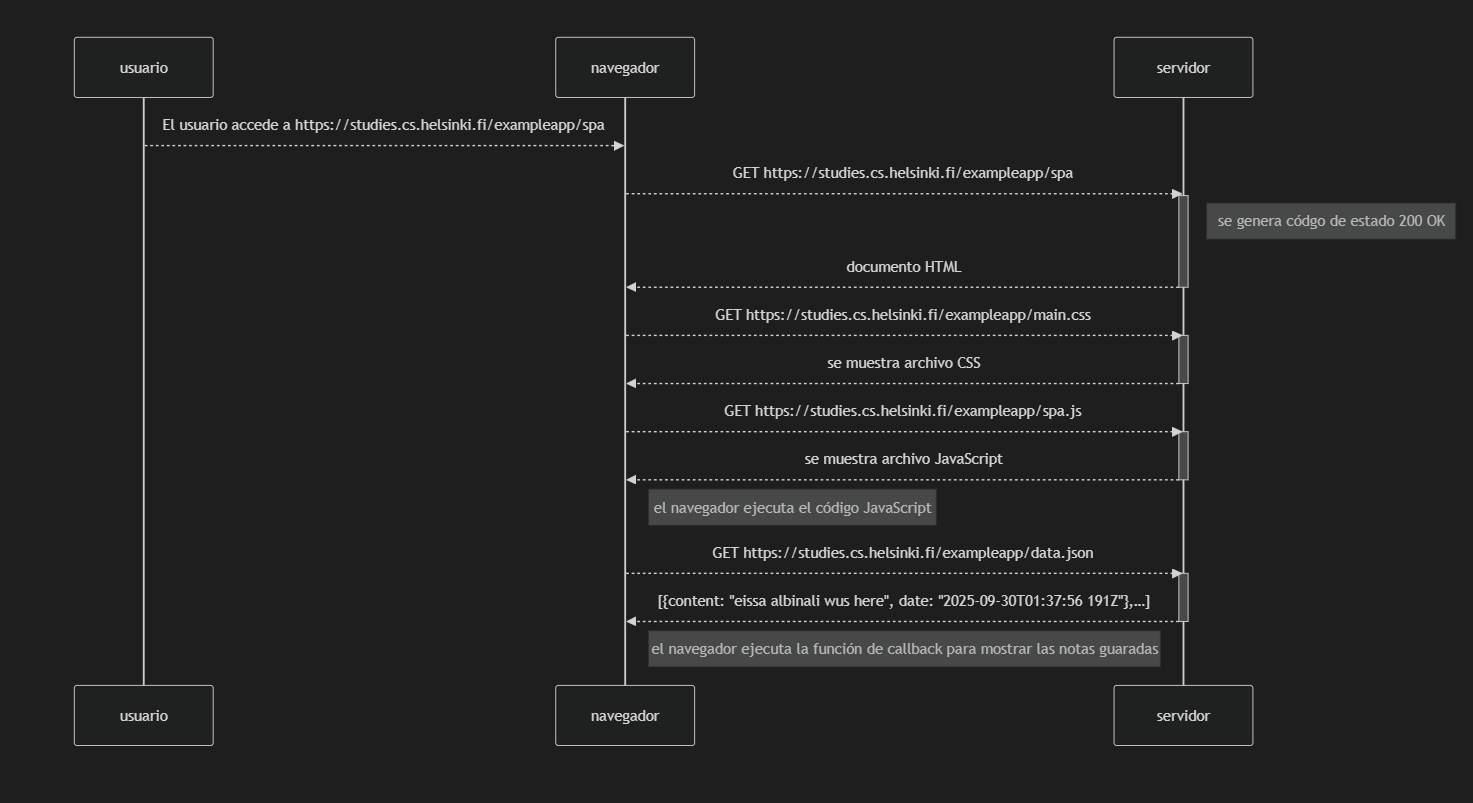 usuario
navegador
servidor
El usuario accede a https://studies.cs.helsinki.fi/exampleapp/spa
GET https://studies.cs.helsinki.fi/exampleapp/spa
se genera códgo de estado 200 OK
documento HTML
GET https://studies.cs.helsinki.fi/exampleapp/main.css
se muestra archivo CSS
GET https://studies.cs.helsinki.fi/exampleapp/spa.js
se muestra archivo JavaScript
el navegador ejecuta el código JavaScript
GET https://studies.cs.helsinki.fi/exampleapp/data.json
[{content: "eissa albinali wus here", date: "2025-09-30T01:37:56 191Z"},...]
el navegador ejecuta la función de callback para mostrar las notas guaradas
usuario
navegador
servidor